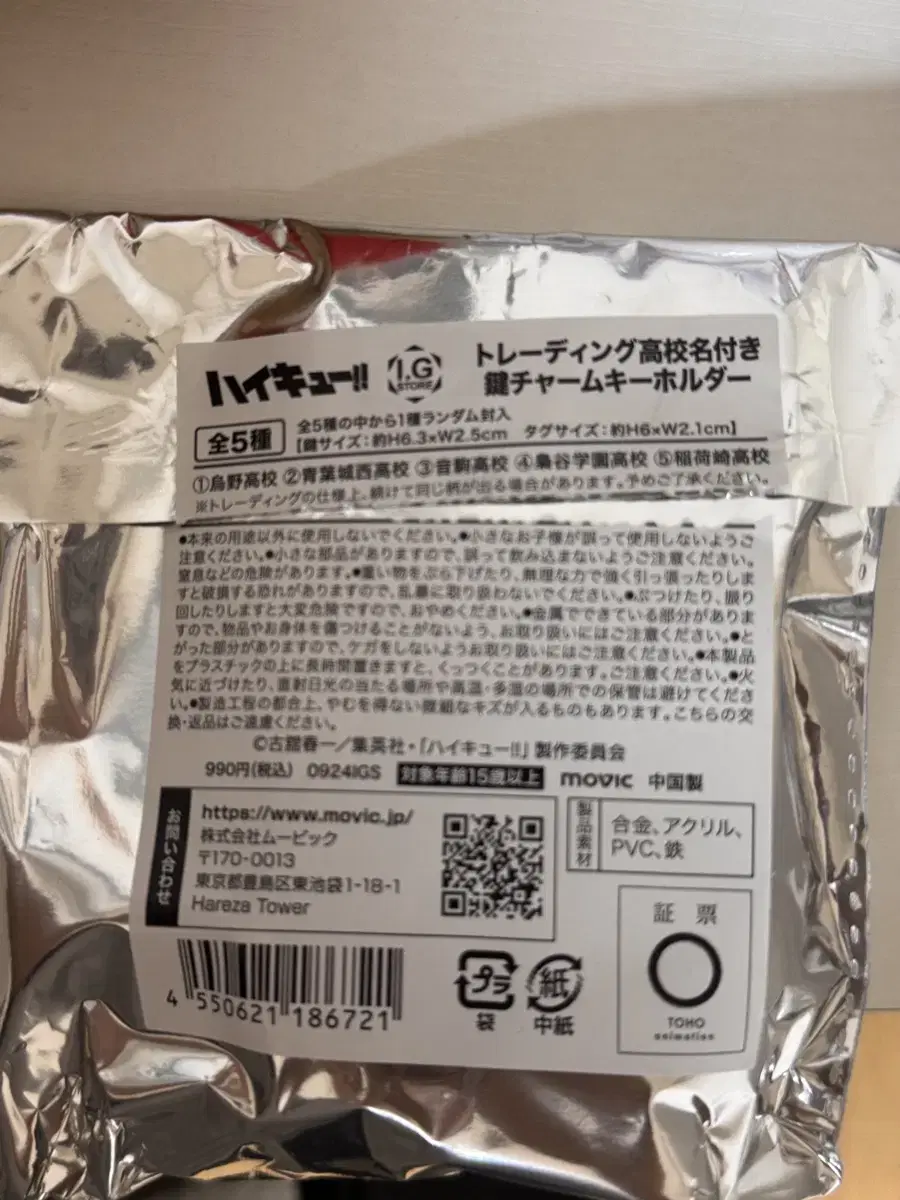 ハイキュー!!
I.G
STORE
トレーディング高校名付き
鍵チャームキーホルダー
全5種
全5種の中から1種ランダム封入
【鍵サイズ：約H6.3×W2.5cm　タグサイズ：約H6×W2.1cm】
①烏野高校 ②青葉城西高校 ③音駒高校 ④梟谷学園高校 ⑤稲荷崎高校
※トレーディングの仕様上、続けて同じ柄が出る場合があります。予めご了承ください。
●本来の用途以外に使用しないでください。●小さなお子様が誤って使用しないようご
注意ください。●小さな部品がありますので、誤って飲み込まないようご注意ください。
窒息などの危険があります。●重い物をぶら下げたり、無理な力で強く引っ張ったりしま
すと破損する恐れがありますので、乱暴に取り扱わないでください。●ぶつけたり、振り
回したりしますと大変危険ですので、おやめください。●金属でできている部分がありま
すので、物品やお身体を傷つけることがないよう、お取り扱いにはご注意ください。●と
がった部分がありますので、ケガをしないようお取り扱いにはご注意ください。●本製品
をプラスチックの上に長時間置きますと、くっつくことがあります。ご注意ください。●火
気に近づけたり、直射日光の当たる場所や高温・多湿の場所での保管は避けてくださ
い。●製造工程の都合上、やむを得ない微細なキズが入るものもあります。こちらの交
換・返品はご遠慮ください。
©古舘春一／集英社・「ハイキュー!!」製作委員会
990円(税込)　0924IGS　対象年齢15歳以上　movic　中国製
お問い合わせ
https://www.movic.jp/
株式会社ムービック
〒170-0013
東京都豊島区東池袋1-18-1
Hareza Tower
製品素材
合金、アクリル、
PVC、鉄
証 票
TOHO
animation
4 550621 186721
プラ
袋
紙
中紙